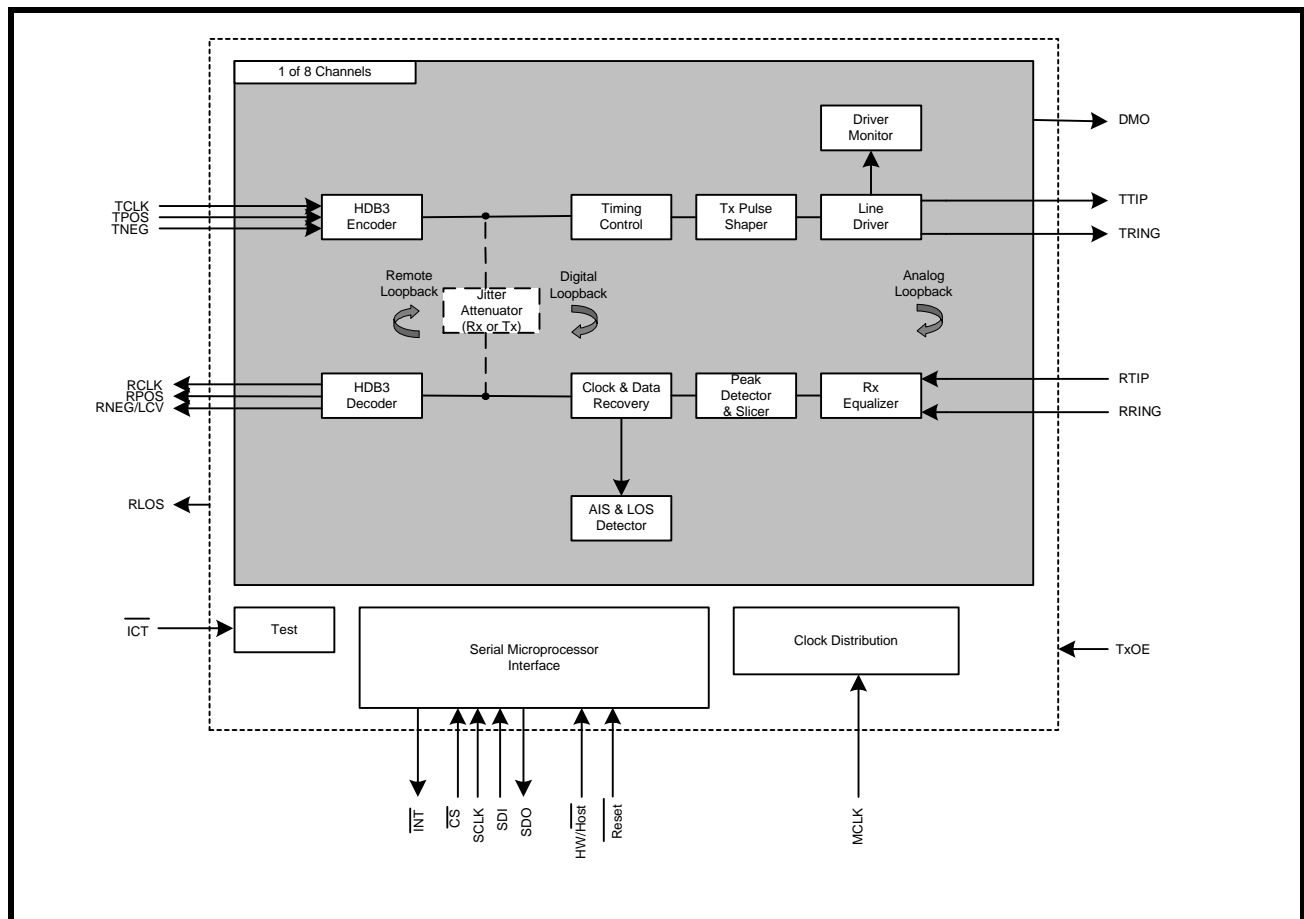 1 of 8 Channels
Driver
Monitor
DMO
TCLK
TPOS
TNEG
HDB3
Encoder
Timing
Control
Tx Pulse
Shaper
Line
Driver
TTIP
TRING
Remote
Loopback
Jitter
Attenuator
(Rx or Tx)
Digital
Loopback
Analog
Loopback
RCLK
RPOS
RNEG/LCV
HDB3
Decoder
Clock & Data
Recovery
Peak
Detector
& Slicer
Rx
Equalizer
RTIP
RRING
RLOS
AIS & LOS
Detector
ICT
Test
Serial Microprocessor
Interface
Clock Distribution
TxOE
INT
CS
SCLK
SDI
SDO
HW/Host
Reset
MCLK